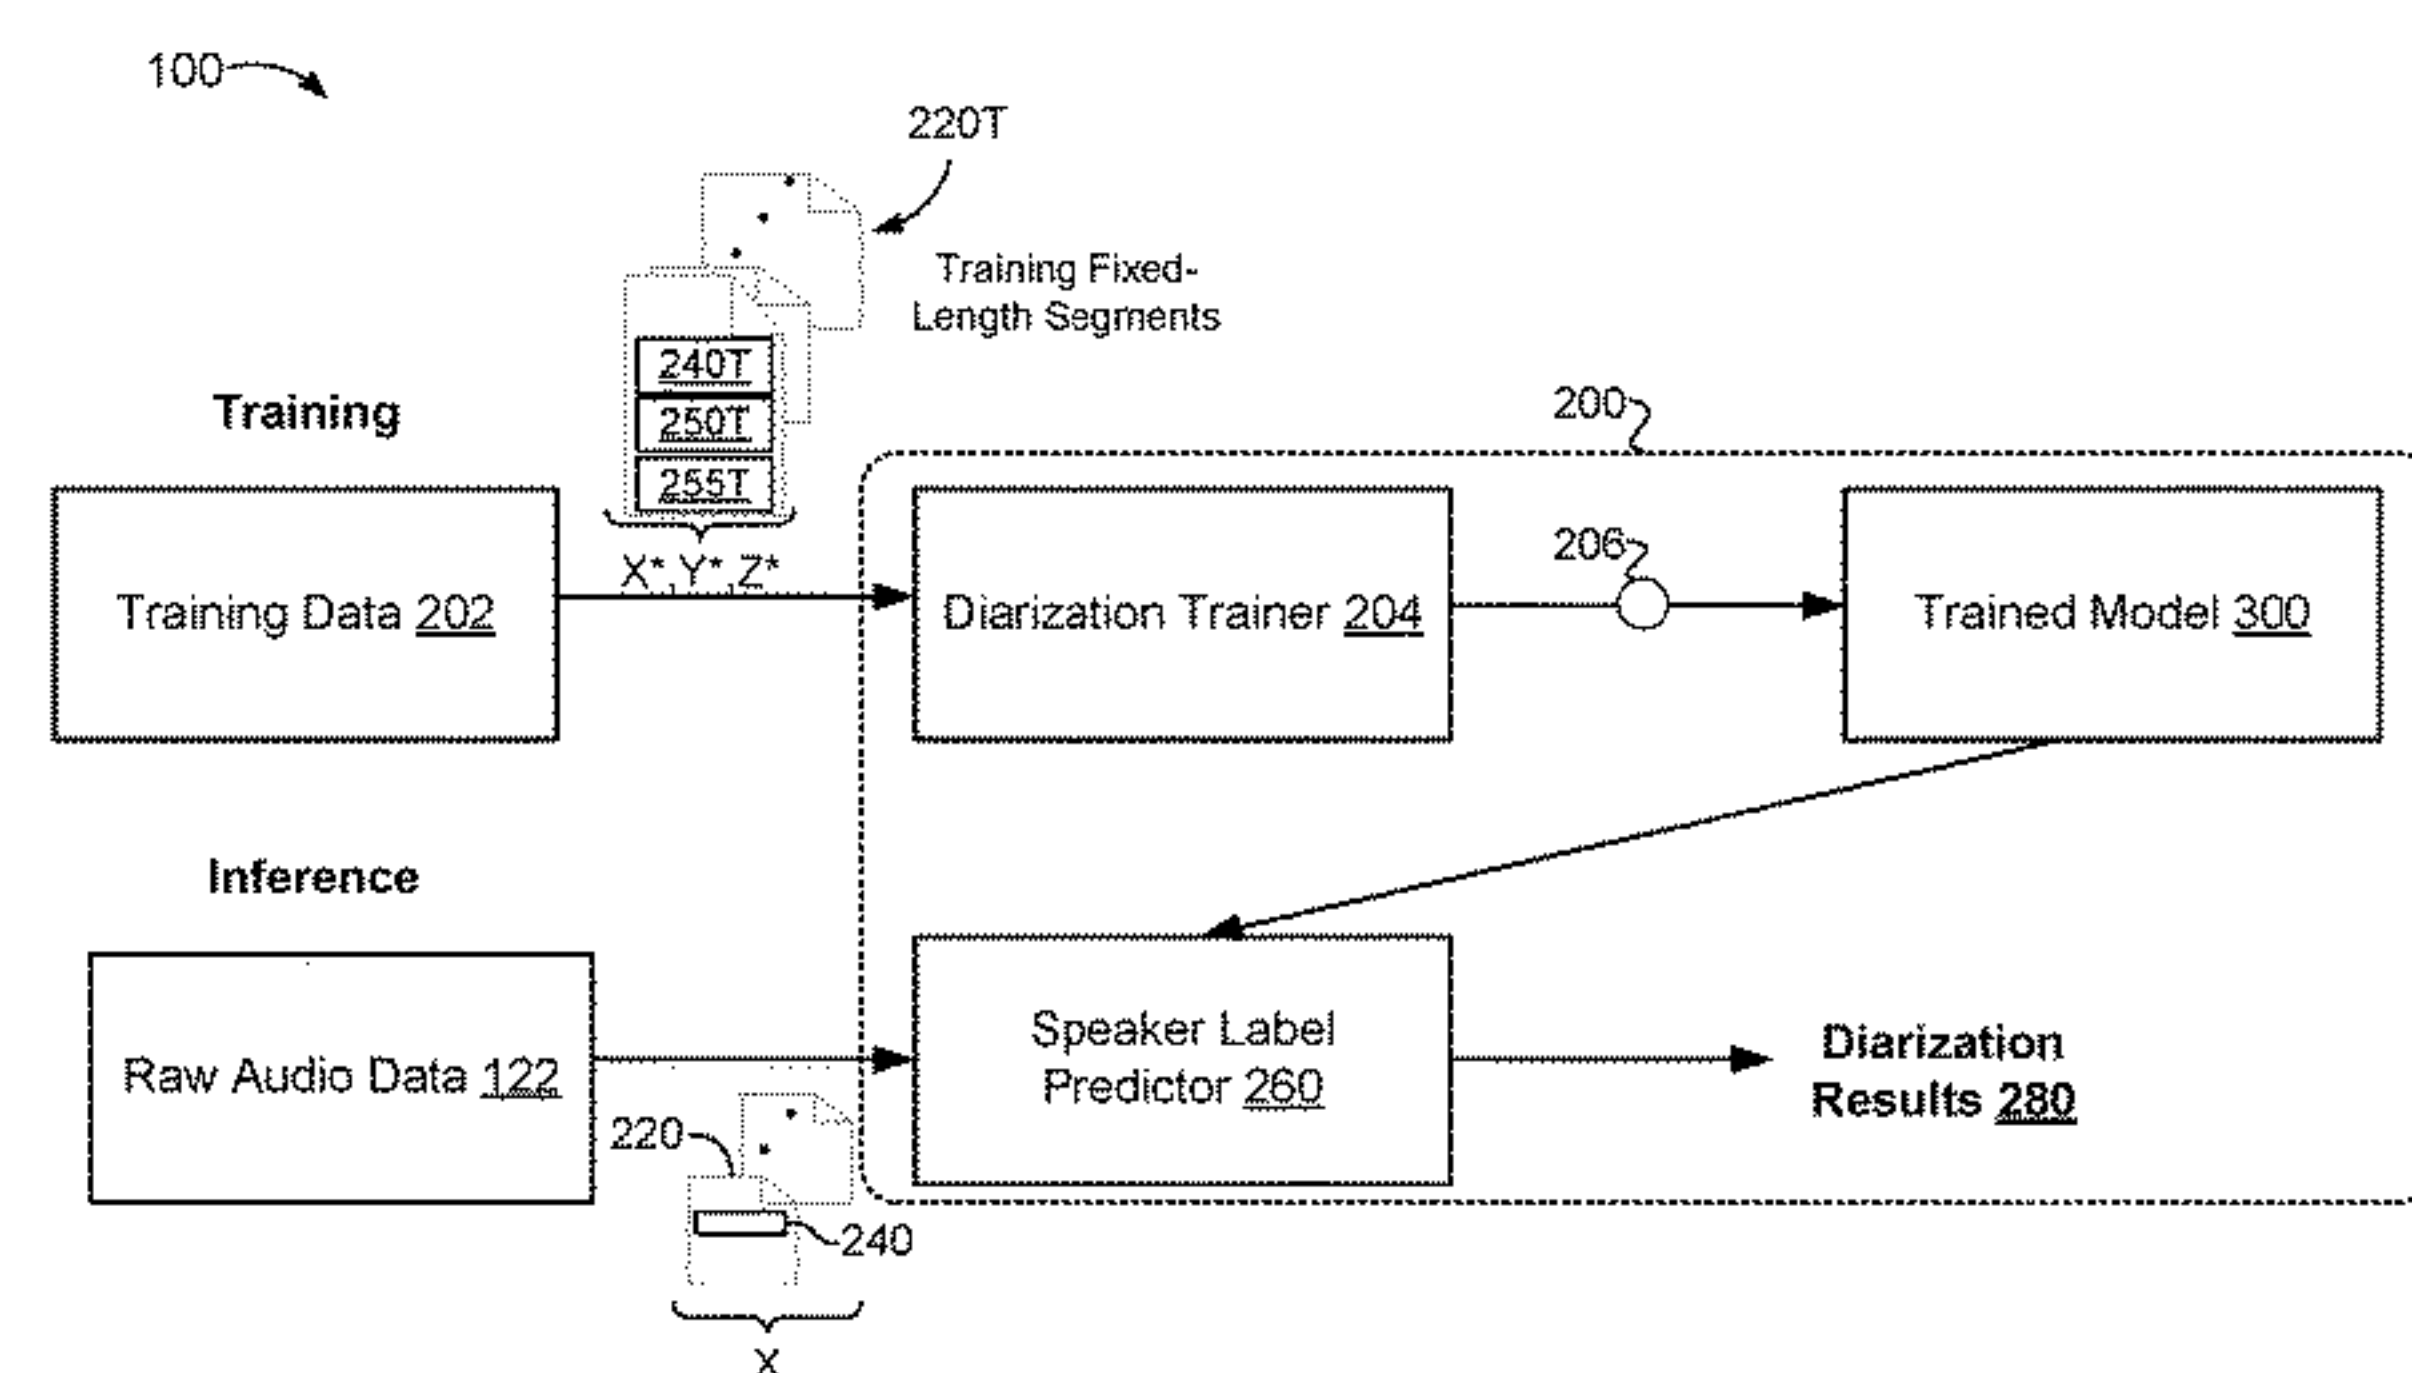 100
220T
Training Fixed-
Length Segments
240T
250T
255T
X*,Y*,Z*
Training
Training Data 202
200
Diarization Trainer 204
206
Trained Model 300
Inference
Raw Audio Data 122
220
240
X
Speaker Label
Predictor 260
Diarization
Results 280